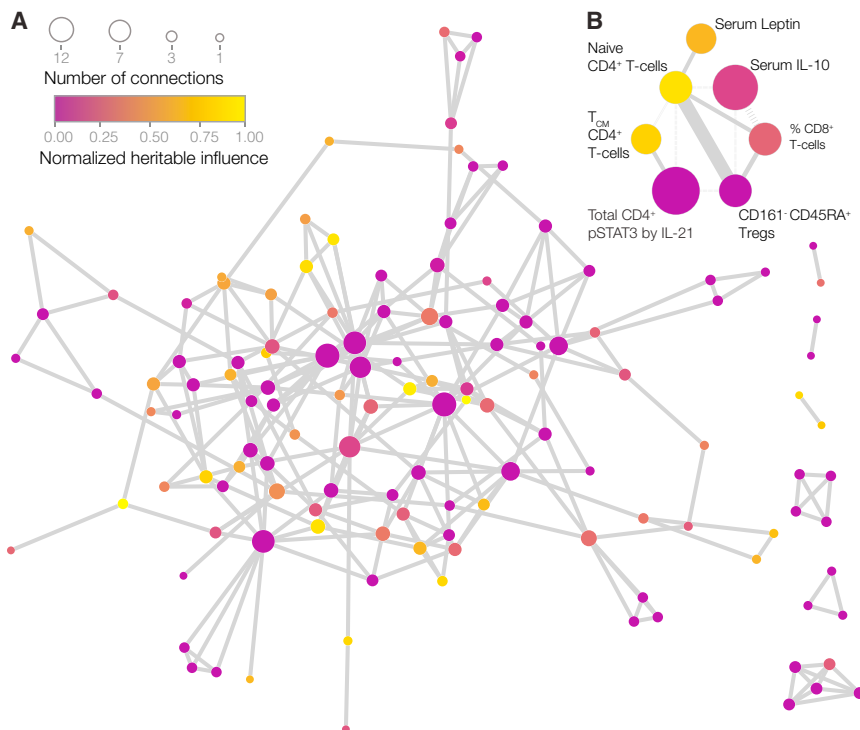 A
12
7
3
1
Number of connections
0.00
0.25
0.50
0.75
1.00
Normalized heritable influence
B
Serum Leptin
Naive
CD4⁺ T-cells
Serum IL-10
T_CM
CD4⁺
T-cells
% CD8⁺
T-cells
Total CD4⁺
pSTAT3 by IL-21
CD161⁻ CD45RA⁺
Tregs